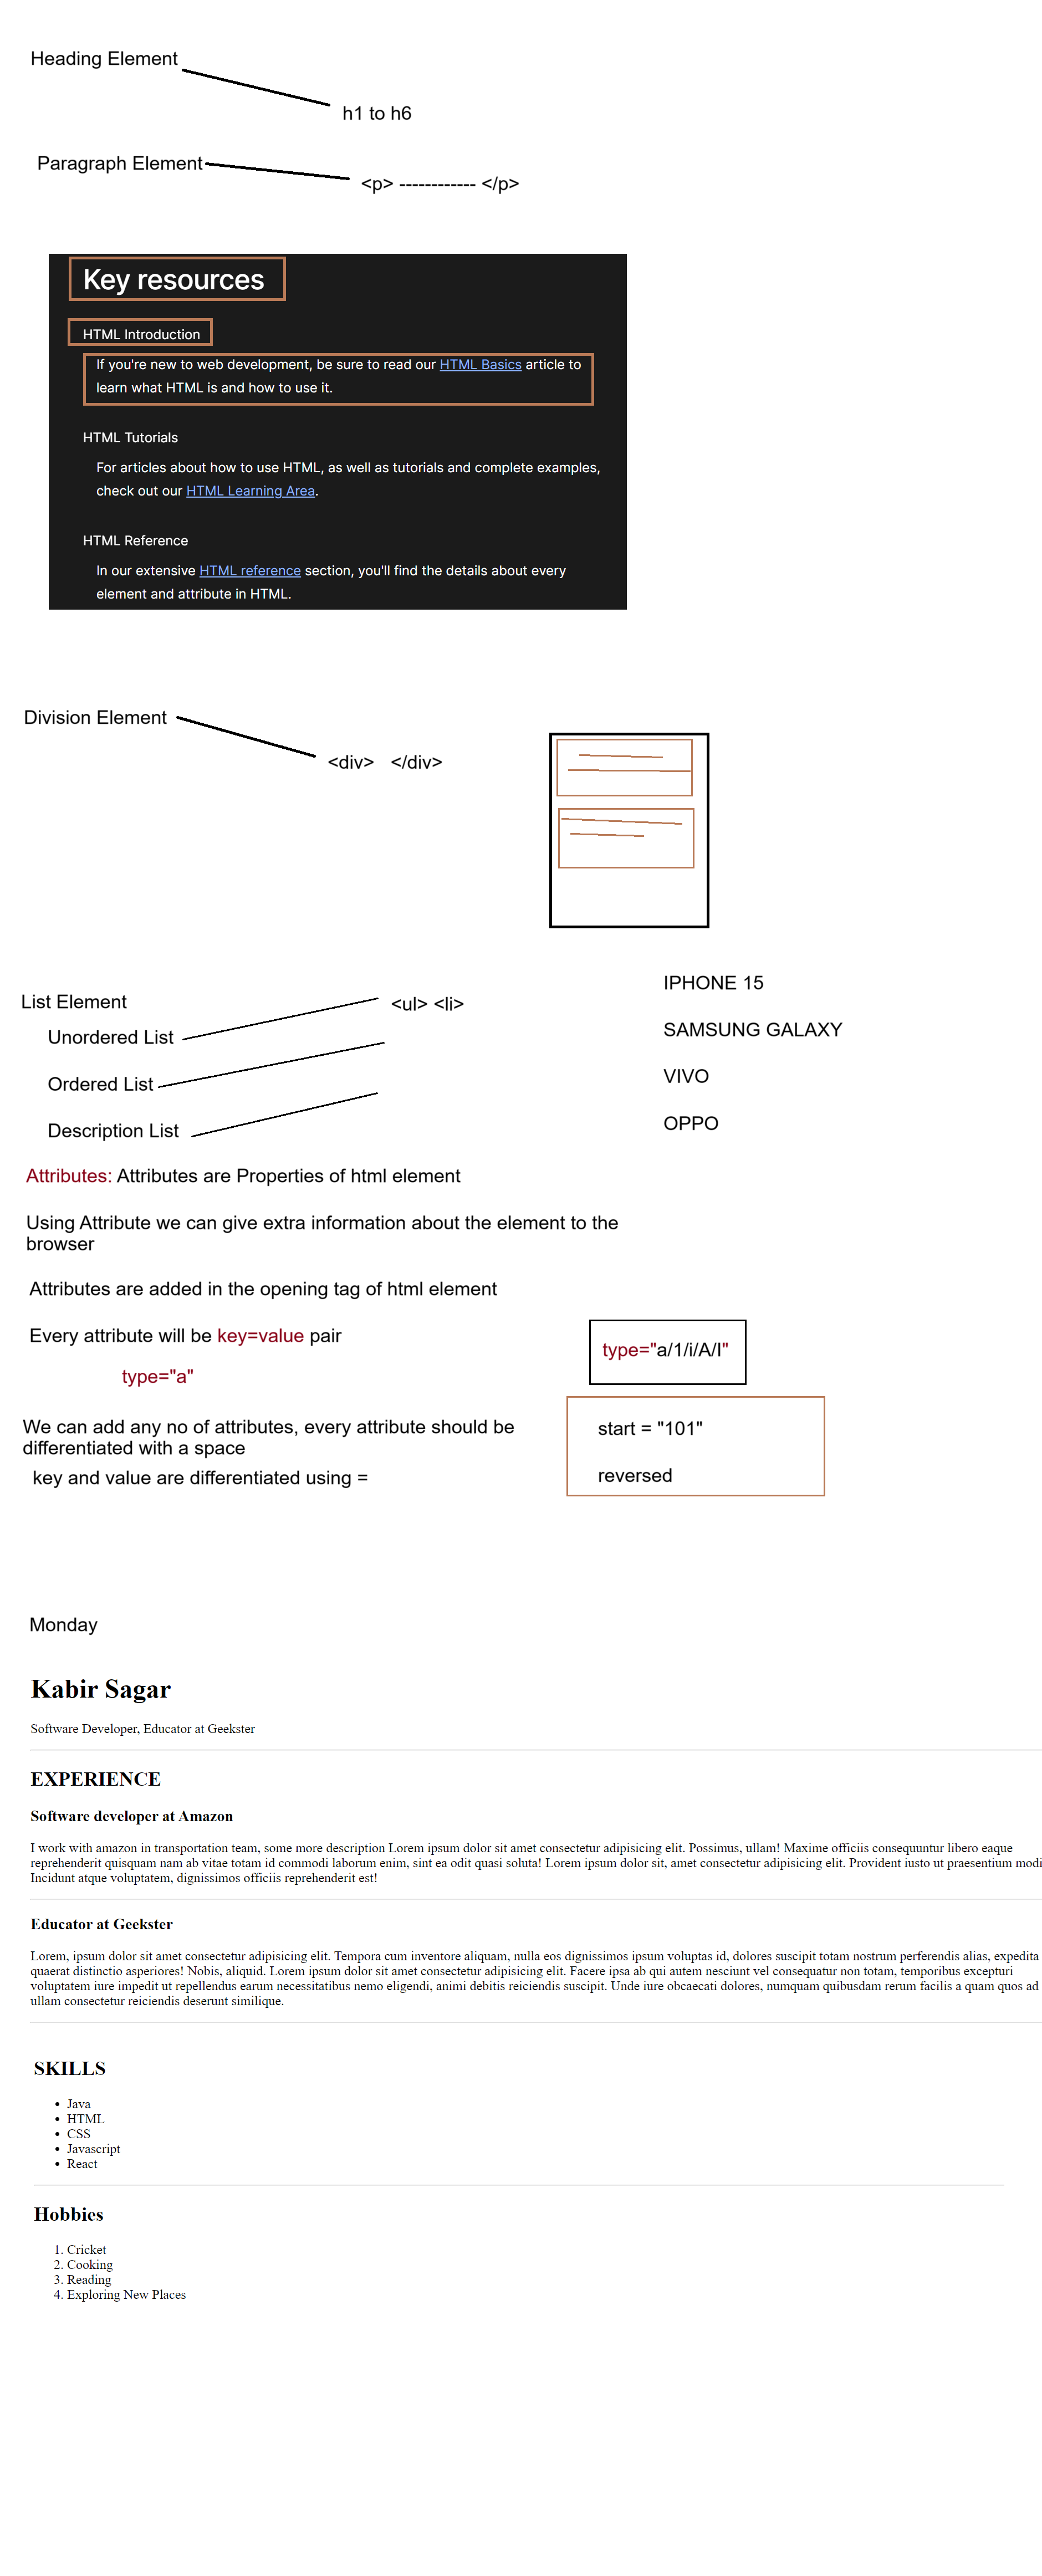 Heading Element
h1 to h6
Paragraph Element
<p> ------------ </p>
Key resources
HTML Introduction
If you're new to web development, be sure to read our HTML Basics article to
learn what HTML is and how to use it.
HTML Tutorials
For articles about how to use HTML, as well as tutorials and complete examples,
check out our HTML Learning Area.
HTML Reference
In our extensive HTML reference section, you'll find the details about every
element and attribute in HTML.
Division Element
<div> </div>
List Element
<ul> <li>
Unordered List
Ordered List
Description List
IPHONE 15
SAMSUNG GALAXY
VIVO
OPPO
Attributes: Attributes are Properties of html element
Using Attribute we can give extra information about the element to the
browser
Attributes are added in the opening tag of html element
Every attribute will be key=value pair
type="a"
type="a/1/i/A/I"
We can add any no of attributes, every attribute should be
differentiated with a space
key and value are differentiated using =
start = "101"
reversed
Monday
Kabir Sagar
Software Developer, Educator at Geekster
EXPERIENCE
Software developer at Amazon
I work with amazon in transportation team, some more description Lorem ipsum dolor sit amet consectetur adipisicing elit. Possimus, ullam! Maxime officiis consequuntur libero eaque
reprehenderit quisquam nam ab vitae totam id commodi laborum enim, sint ea odit quasi soluta! Lorem ipsum dolor sit, amet consectetur adipisicing elit. Provident iusto ut praesentium modi
Incidunt atque voluptatem, dignissimos officiis reprehenderit est!
Educator at Geekster
Lorem, ipsum dolor sit amet consectetur adipisicing elit. Tempora cum inventore aliquam, nulla eos dignissimos ipsum voluptas id, dolores suscipit totam nostrum perferendis alias, expedita
quaerat distinctio asperiores! Nobis, aliquid. Lorem ipsum dolor sit amet consectetur adipisicing elit. Facere ipsa ab qui autem nesciunt vel consequatur non totam, temporibus excepturi
voluptatem iure impedit ut repellendus earum necessitatibus nemo eligendi, animi debitis reiciendis suscipit. Unde iure obcaecati dolores, numquam quibusdam rerum facilis a quam quos ad
ullam consectetur reiciendis deserunt similique.
SKILLS
• Java
• HTML
• CSS
• Javascript
• React
Hobbies
1. Cricket
2. Cooking
3. Reading
4. Exploring New Places